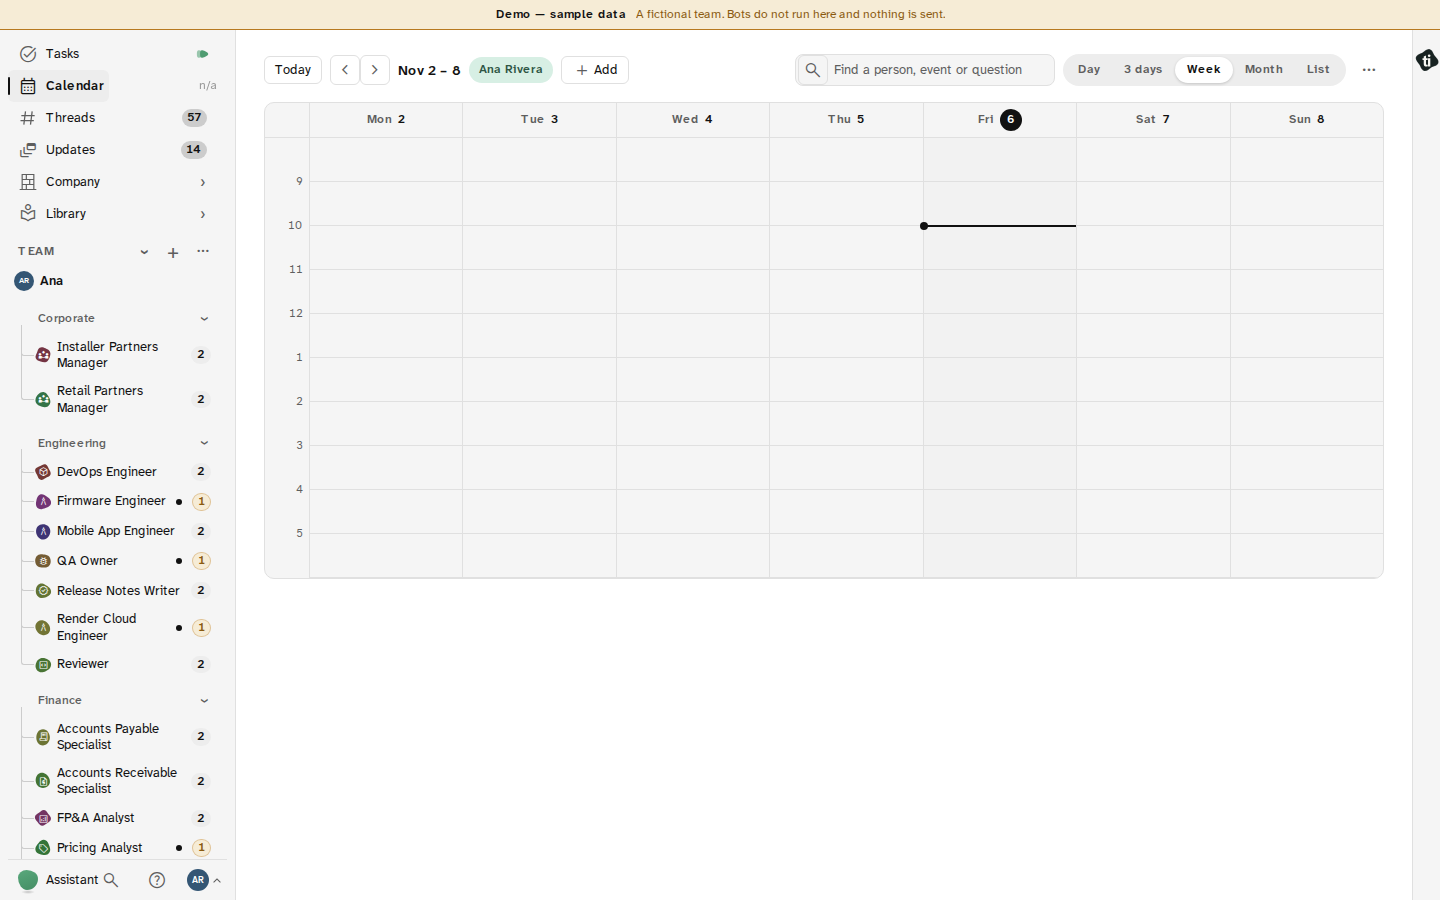 Demo — sample data A fictional team. Bots do not run here and nothing is sent.
Tasks
Calendar n/a
Threads 57
Updates 14
Company
Library
TEAM
AR Ana
Corporate
Installer Partners Manager 2
Retail Partners Manager 2
Engineering
DevOps Engineer 2
Firmware Engineer 1
Mobile App Engineer 2
QA Owner 1
Release Notes Writer 2
Render Cloud Engineer 1
Reviewer 2
Finance
Accounts Payable Specialist 2
Accounts Receivable Specialist 2
FP&A Analyst 2
Pricing Analyst 1
Assistant AR
Today Nov 2 – 8 Ana Rivera Add Find a person, event or question Day 3 days Week Month List
Mon 2 Tue 3 Wed 4 Thu 5 Fri 6 Sat 7 Sun 8
9
10
11
12
1
2
3
4
5
ti